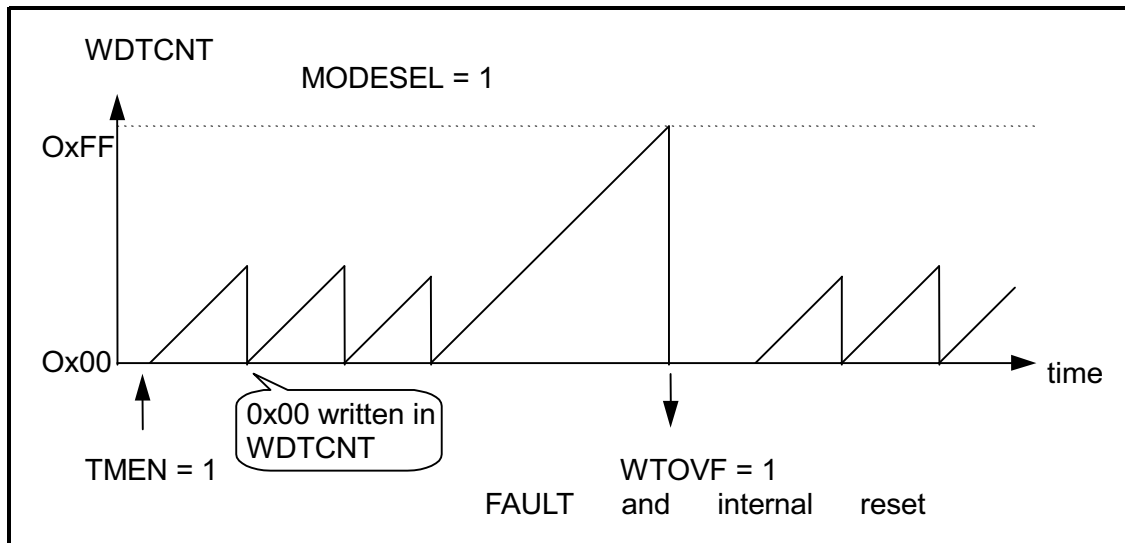 WDTCNT
MODESEL = 1
OxFF
Ox00
time
0x00 written in
WDTCNT
TMEN = 1
WTOVF = 1
FAULT and internal reset